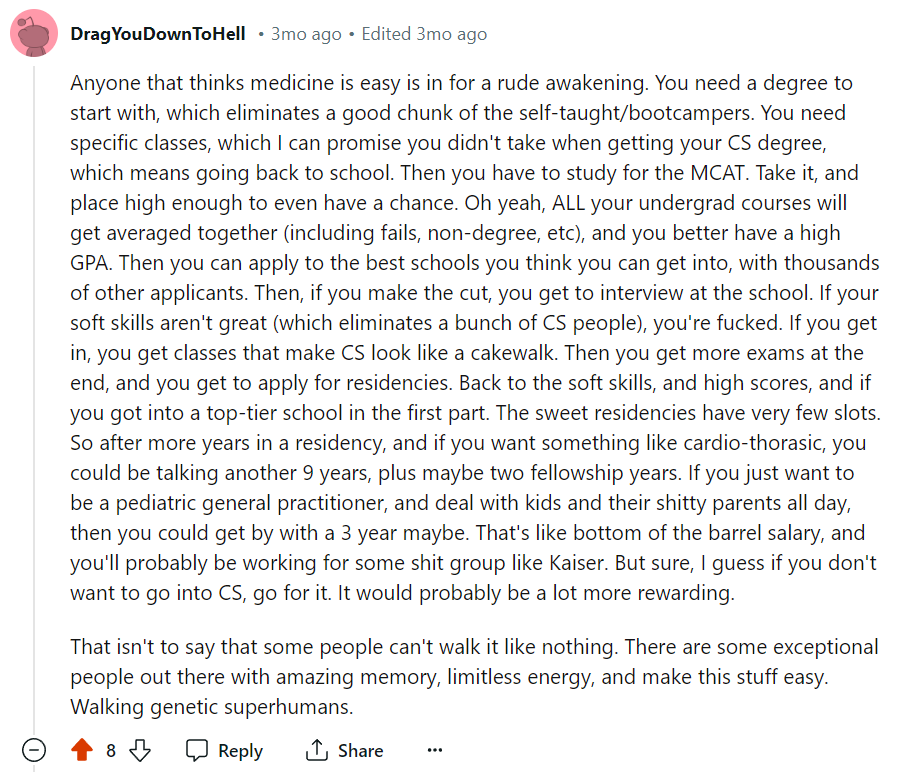 DragYouDownToHell • 3mo ago • Edited 3mo ago
Anyone that thinks medicine is easy is in for a rude awakening. You need a degree to
start with, which eliminates a good chunk of the self-taught/bootcampers. You need
specific classes, which I can promise you didn't take when getting your CS degree,
which means going back to school. Then you have to study for the MCAT. Take it, and
place high enough to even have a chance. Oh yeah, ALL your undergrad courses will
get averaged together (including fails, non-degree, etc), and you better have a high
GPA. Then you can apply to the best schools you think you can get into, with thousands
of other applicants. Then, if you make the cut, you get to interview at the school. If your
soft skills aren't great (which eliminates a bunch of CS people), you're fucked. If you get
in, you get classes that make CS look like a cakewalk. Then you get more exams at the
end, and you get to apply for residencies. Back to the soft skills, and high scores, and if
you got into a top-tier school in the first part. The sweet residencies have very few slots.
So after more years in a residency, and if you want something like cardio-thorasic, you
could be talking another 9 years, plus maybe two fellowship years. If you just want to
be a pediatric general practitioner, and deal with kids and their shitty parents all day,
then you could get by with a 3 year maybe. That's like bottom of the barrel salary, and
you'll probably be working for some shit group like Kaiser. But sure, I guess if you don't
want to go into CS, go for it. It would probably be a lot more rewarding.
That isn't to say that some people can't walk it like nothing. There are some exceptional
people out there with amazing memory, limitless energy, and make this stuff easy.
Walking genetic superhumans.
8 Reply Share ...